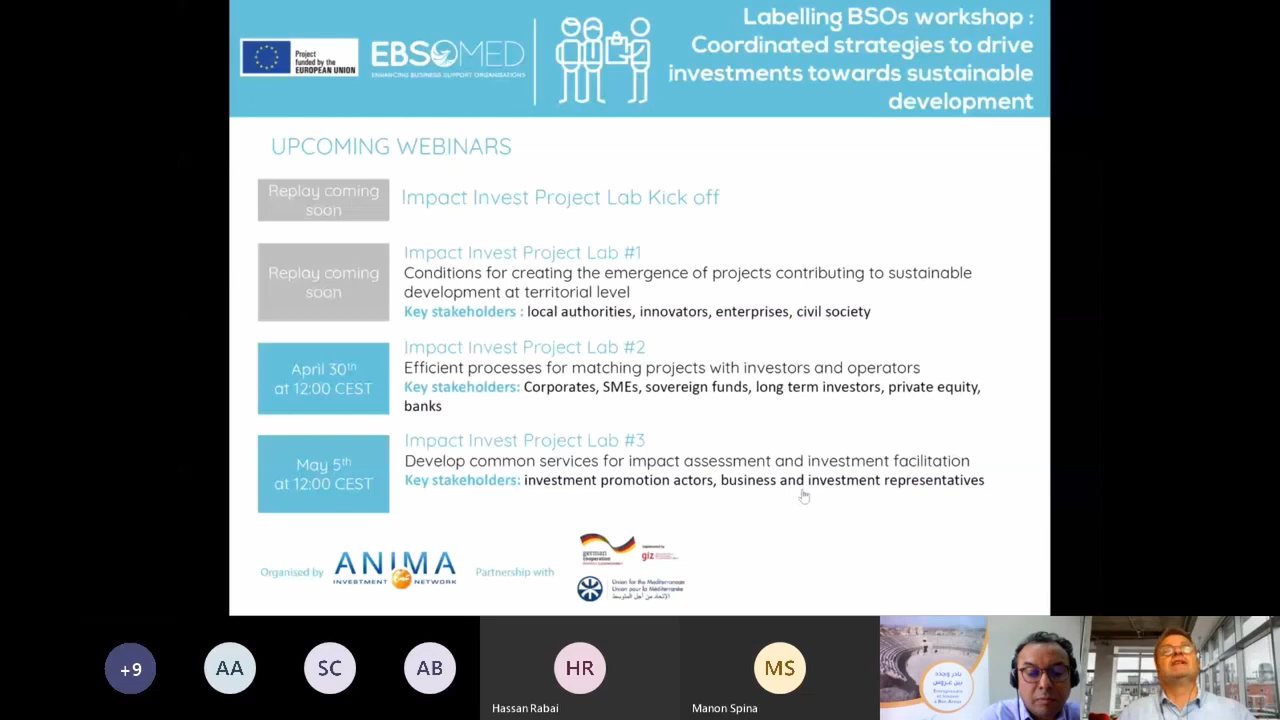 Project
funded by the
EUROPEAN UNION
EBSOMED
ENHANCING BUSINESS SUPPORT ORGANISATIONS
Labelling BSOs workshop :
Coordinated strategies to drive
investments towards sustainable
development
UPCOMING WEBINARS
Replay coming
soon
Impact Invest Project Lab Kick off
Replay coming
soon
Impact Invest Project Lab #1
Conditions for creating the emergence of projects contributing to sustainable
development at territorial level
Key stakeholders : local authorities, innovators, enterprises, civil society
April 30th
at 12:00 CEST
Impact Invest Project Lab #2
Efficient processes for matching projects with investors and operators
Key stakeholders: Corporates, SMEs, sovereign funds, long term investors, private equity,
banks
May 5th
at 12:00 CEST
Impact Invest Project Lab #3
Develop common services for impact assessment and investment facilitation
Key stakeholders: investment promotion actors, business and investment representatives
Organised by
ANIMA
INVESTMENT NETWORK
Partnership with
german
cooperation
giz
Union for the Mediterranean
Union pour la Méditerranée
الإتحاد من أجل المتوسط
+9
AA
SC
AB
HR
MS
Hassan Rabai
Manon Spina